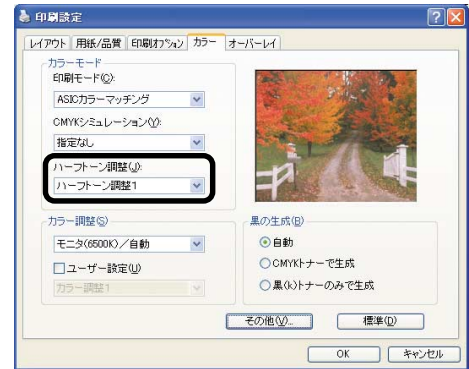 印刷設定
レイアウト 用紙/品質 印刷オプション カラー オーバーレイ
カラーモード
印刷モード(C):
ASICカラーマッチング
CMYKシミュレーション(Y):
指定なし
ハーフトーン調整(J):
ハーフトーン調整1
カラー調整(S)
モニタ(6500K)/自動
ユーザー設定(U)
カラー調整1
黒の生成(B)
自動
CMYKトナーで生成
黒(k)トナーのみで生成
その他(V)... 標準(D)
OK キャンセル